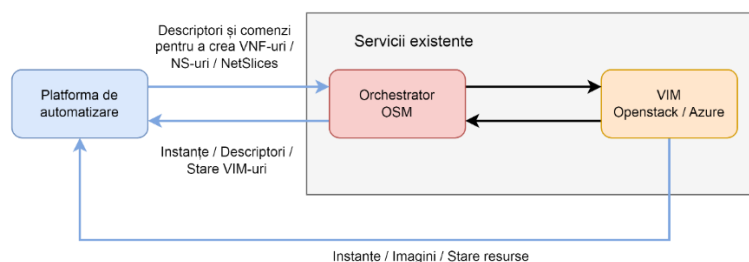 Descriptori și comenzi
pentru a crea VNF-uri /
NS-uri / NetSlices
Servicii existente
Platforma de
automatizare
Orchestrator
OSM
VIM
Openstack / Azure
Instanțe / Descriptori /
Stare VIM-uri
Instante / Imagini / Stare resurse